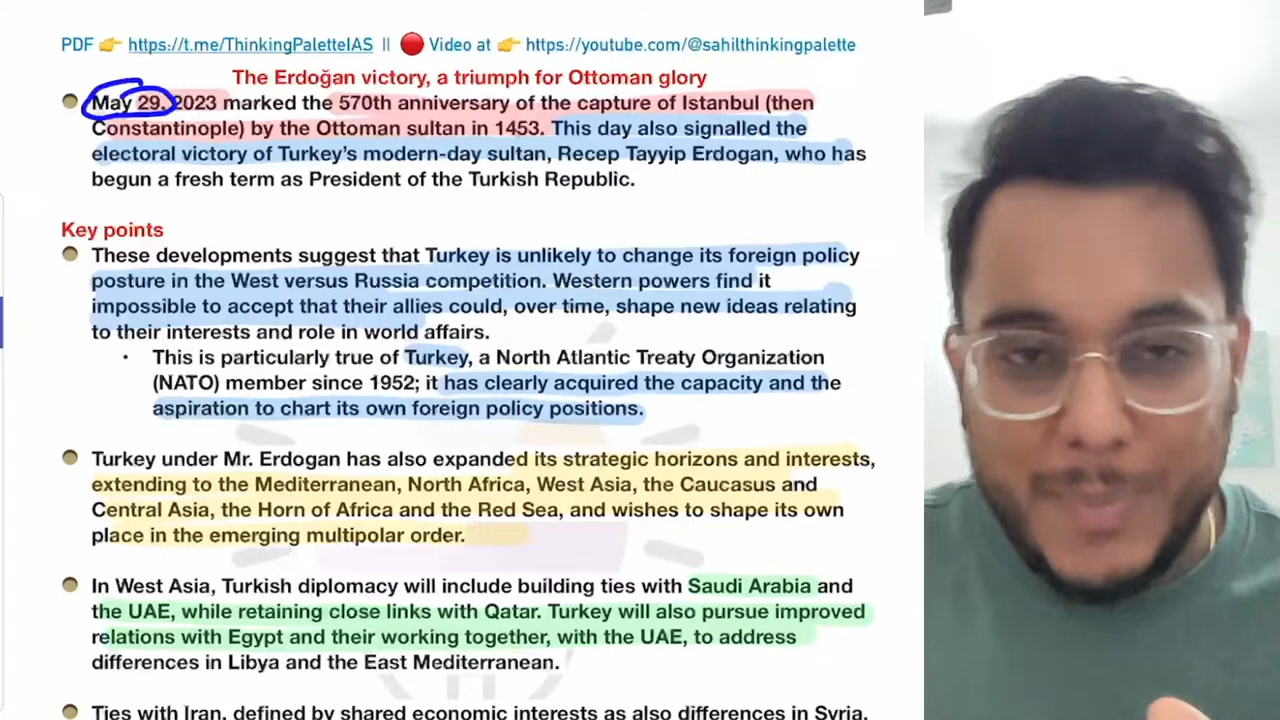 PDF 👉 https://t.me/ThinkingPaletteIAS || 🔴 Video at 👉 https://youtube.com/@sahilthinkingpalette
The Erdoğan victory, a triumph for Ottoman glory
May 29, 2023 marked the 570th anniversary of the capture of Istanbul (then
Constantinople) by the Ottoman sultan in 1453. This day also signalled the
electoral victory of Turkey's modern-day sultan, Recep Tayyip Erdogan, who has
begun a fresh term as President of the Turkish Republic.
Key points
These developments suggest that Turkey is unlikely to change its foreign policy
posture in the West versus Russia competition. Western powers find it
impossible to accept that their allies could, over time, shape new ideas relating
to their interests and role in world affairs.
This is particularly true of Turkey, a North Atlantic Treaty Organization
(NATO) member since 1952; it has clearly acquired the capacity and the
aspiration to chart its own foreign policy positions.
Turkey under Mr. Erdogan has also expanded its strategic horizons and interests,
extending to the Mediterranean, North Africa, West Asia, the Caucasus and
Central Asia, the Horn of Africa and the Red Sea, and wishes to shape its own
place in the emerging multipolar order.
In West Asia, Turkish diplomacy will include building ties with Saudi Arabia and
the UAE, while retaining close links with Qatar. Turkey will also pursue improved
relations with Egypt and their working together, with the UAE, to address
differences in Libya and the East Mediterranean.
Ties with Iran, defined by shared economic interests as also differences in Syria,